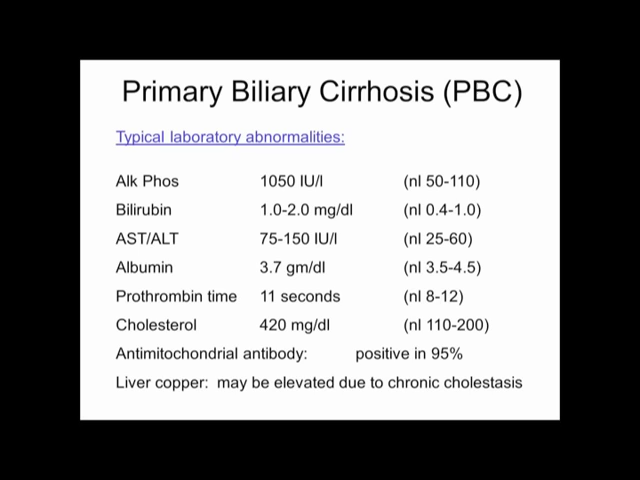 Primary Biliary Cirrhosis (PBC)
Typical laboratory abnormalities:
Alk Phos 1050 IU/l (nl 50-110)
Bilirubin 1.0-2.0 mg/dl (nl 0.4-1.0)
AST/ALT 75-150 IU/l (nl 25-60)
Albumin 3.7 gm/dl (nl 3.5-4.5)
Prothrombin time 11 seconds (nl 8-12)
Cholesterol 420 mg/dl (nl 110-200)
Antimitochondrial antibody: positive in 95%
Liver copper: may be elevated due to chronic cholestasis